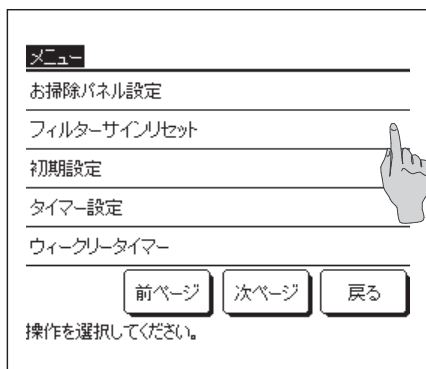 メニュー
お掃除パネル設定
フィルターサインリセット
初期設定
タイマー設定
ウィークリータイマー
前ページ 次ページ 戻る
操作を選択してください。